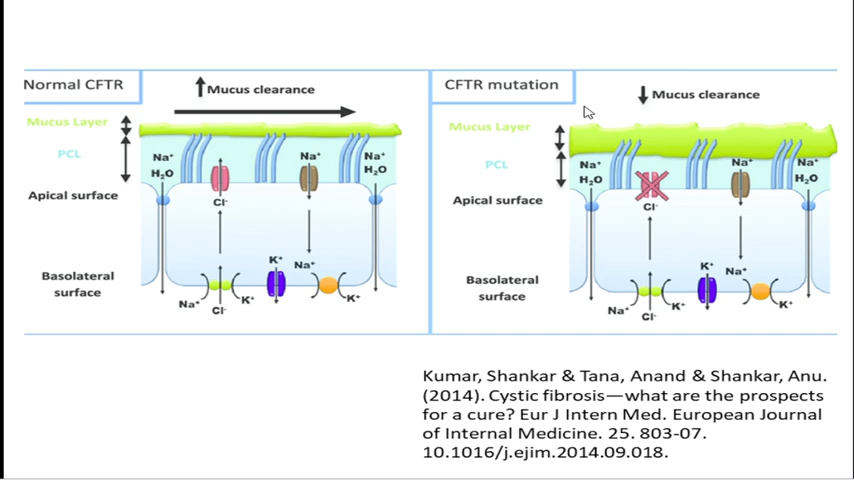 Normal CFTR
Mucus clearance
Mucus Layer
PCL
Apical surface
Basolateral
surface
Na⁺
H₂O
Cl⁻
Na⁺
Na⁺
H₂O
K⁺
Na⁺
Na⁺
Cl⁻
K⁺
K⁺
CFTR mutation
Mucus clearance
Mucus Layer
PCL
Apical surface
Basolateral
surface
Na⁺
H₂O
Cl⁻
Na⁺
Na⁺
H₂O
K⁺
Na⁺
Na⁺
Cl⁻
K⁺
K⁺
Kumar, Shankar & Tana, Anand & Shankar, Anu.
(2014). Cystic fibrosis—what are the prospects
for a cure? Eur J Intern Med. European Journal
of Internal Medicine. 25. 803-07.
10.1016/j.ejim.2014.09.018.